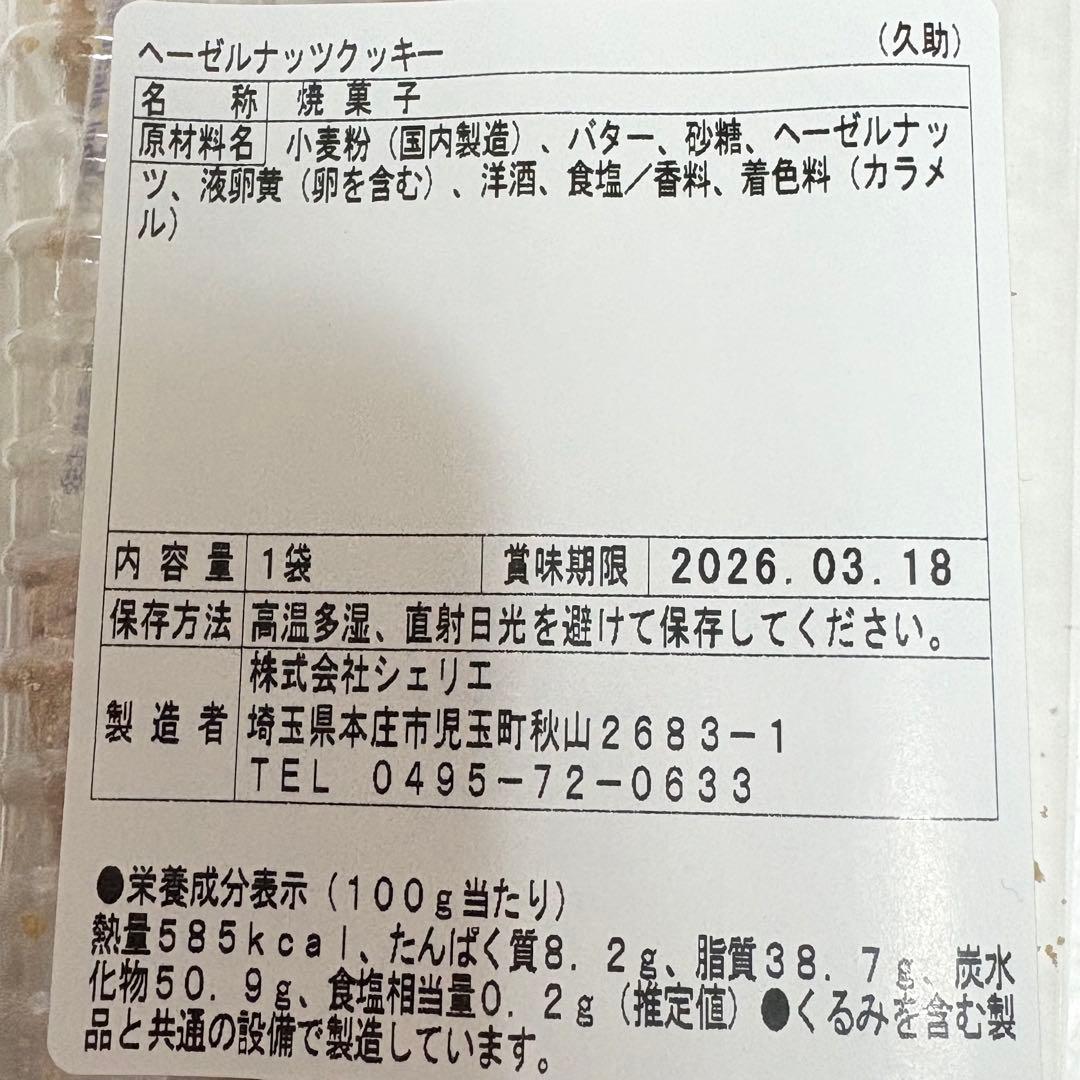 ヘーゼルナッツクッキー (久助)
名称 焼菓子
原材料名 小麦粉(国内製造)、バター、砂糖、ヘーゼルナッ
ツ、液卵黄(卵を含む)、洋酒、食塩/香料、着色料(カラメ
ル)
内容量 1袋 賞味期限 2026.03.18
保存方法 高温多湿、直射日光を避けて保存してください。
株式会社シェリエ
製造者 埼玉県本庄市児玉町秋山2683-1
TEL 0495-72-0633
●栄養成分表示(100g当たり)
熱量585kcal、たんぱく質8.2g、脂質38.7g、炭水
化物50.9g、食塩相当量0.2g(推定値)●くるみを含む製
品と共通の設備で製造しています。